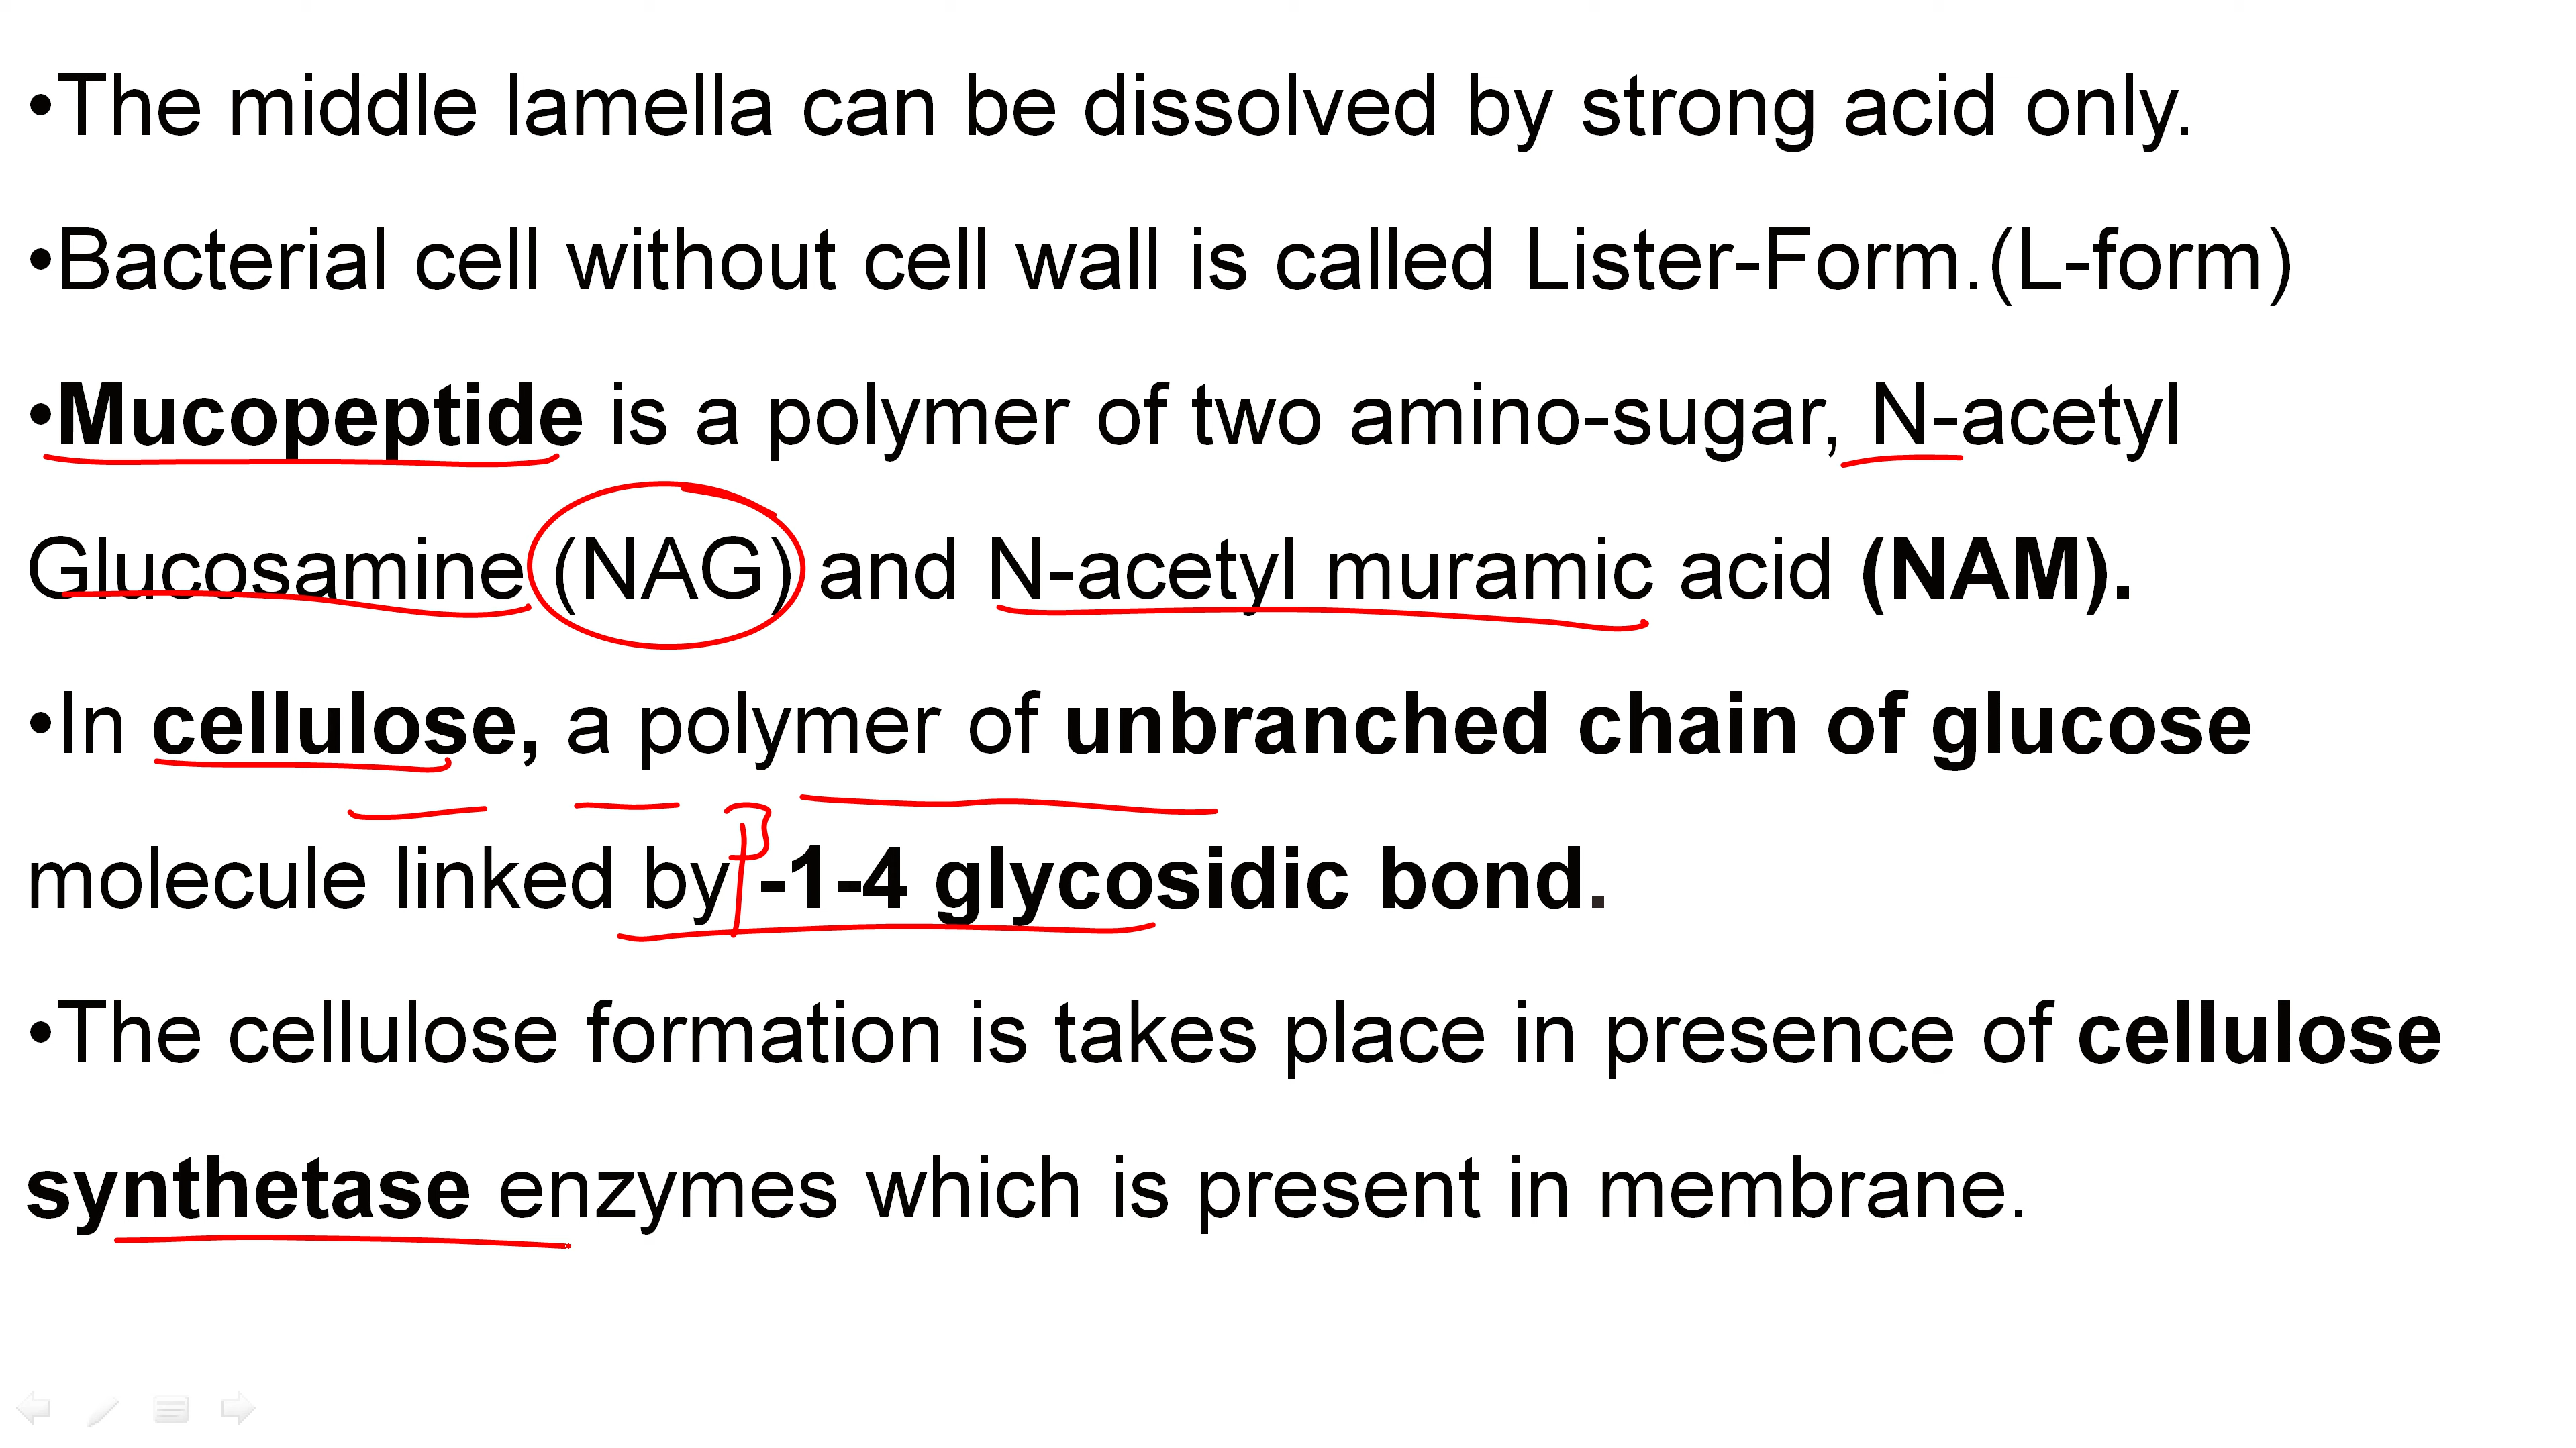 •The middle lamella can be dissolved by strong acid only.
•Bacterial cell without cell wall is called Lister-Form.(L-form)
•Mucopeptide is a polymer of two amino-sugar, N-acetyl
Glucosamine (NAG) and N-acetyl muramic acid (NAM).
•In cellulose, a polymer of unbranched chain of glucose
molecule linked by β-1-4 glycosidic bond.
•The cellulose formation is takes place in presence of cellulose
synthetase enzymes which is present in membrane.